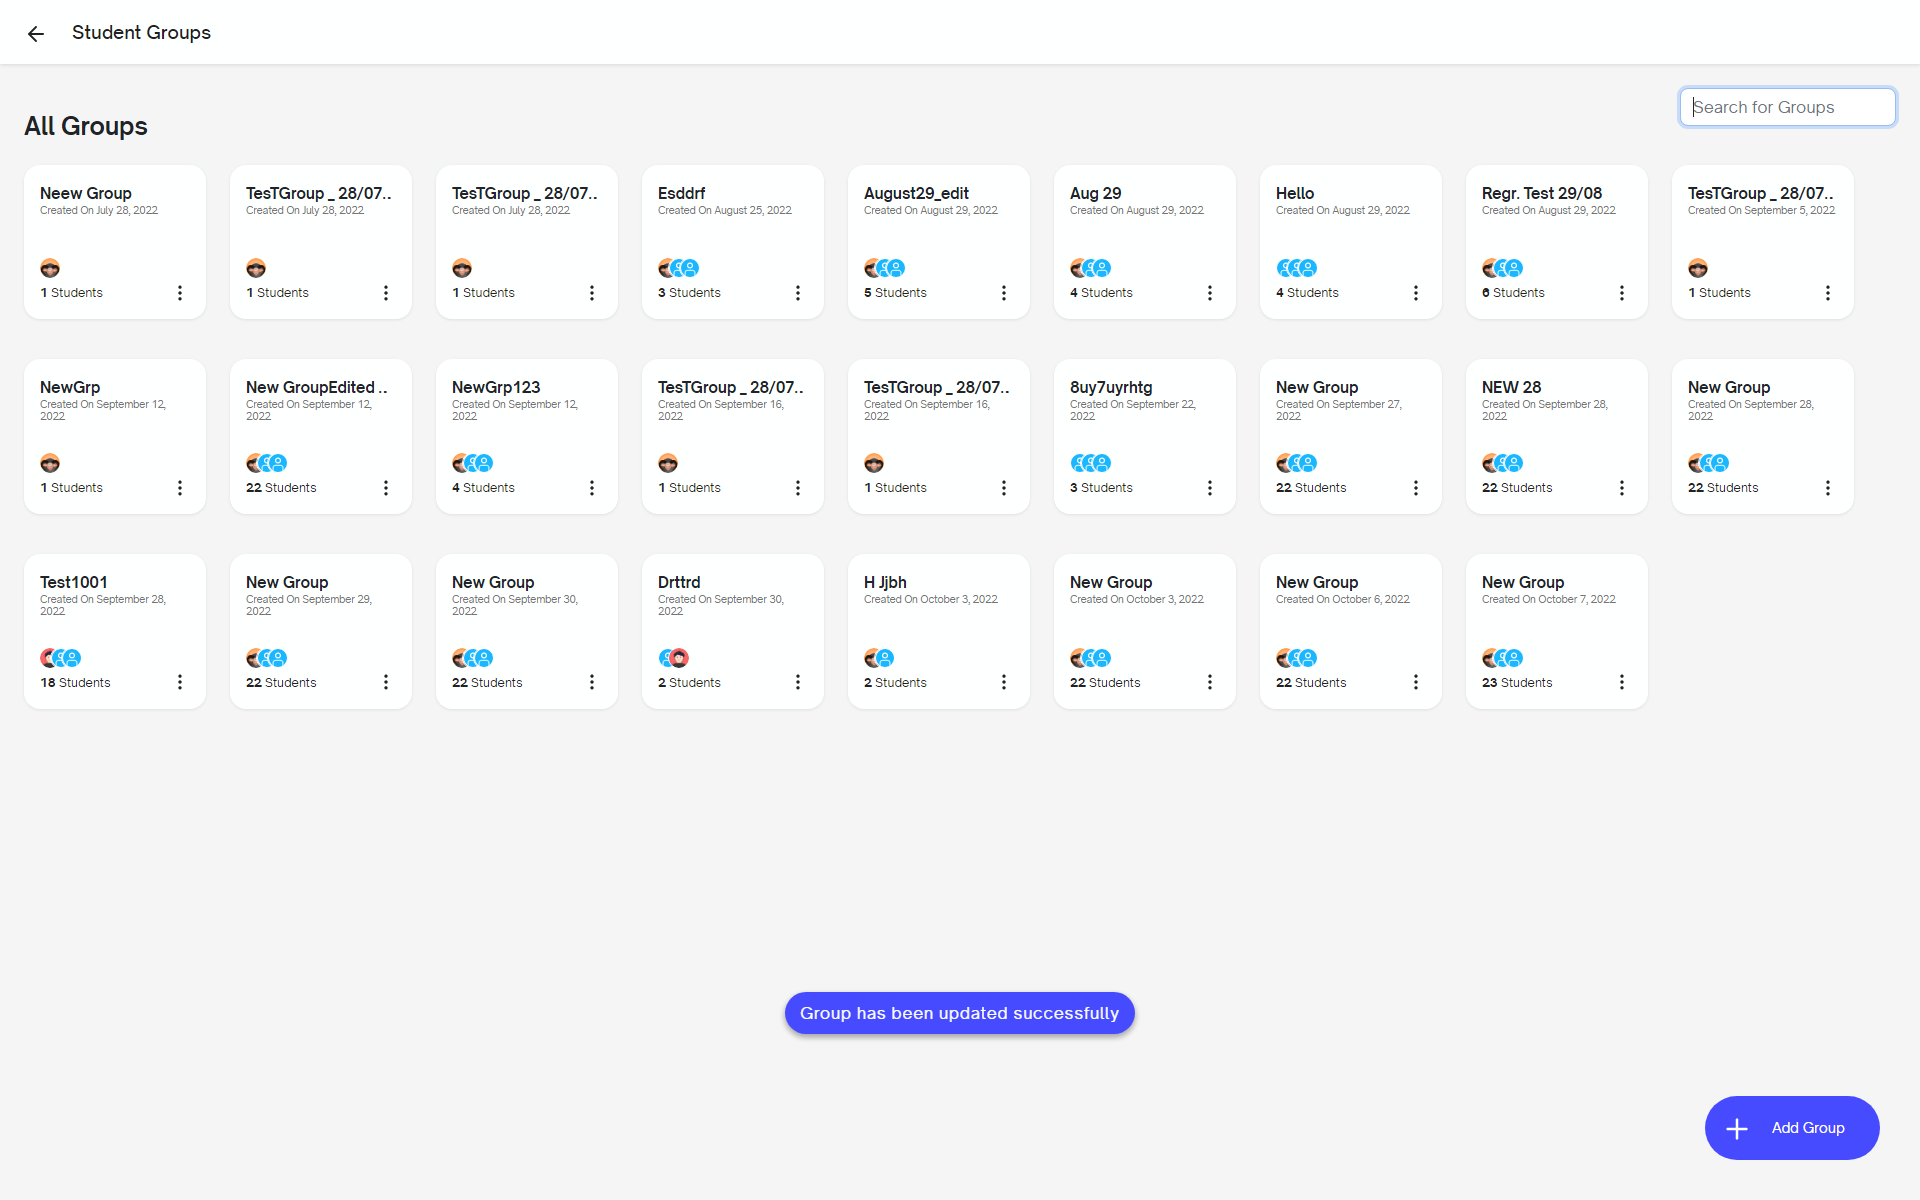 Student Groups
Search for Groups
All Groups
Neew Group
Created On July 28, 2022
1 Students
TesTGroup _ 28/07..
Created On July 28, 2022
1 Students
TesTGroup _ 28/07..
Created On July 28, 2022
1 Students
Esddrf
Created On August 25, 2022
3 Students
August29_edit
Created On August 29, 2022
5 Students
Aug 29
Created On August 29, 2022
4 Students
Hello
Created On August 29, 2022
4 Students
Regr. Test 29/08
Created On August 29, 2022
6 Students
TesTGroup _ 28/07..
Created On September 5, 2022
1 Students
NewGrp
Created On September 12,
2022
1 Students
New GroupEdited ..
Created On September 12,
2022
22 Students
NewGrp123
Created On September 12,
2022
4 Students
TesTGroup _ 28/07..
Created On September 16,
2022
1 Students
TesTGroup _ 28/07..
Created On September 16,
2022
1 Students
8uy7uyrhtg
Created On September 22,
2022
3 Students
New Group
Created On September 27,
2022
22 Students
NEW 28
Created On September 28,
2022
22 Students
New Group
Created On September 28,
2022
22 Students
Test1001
Created On September 28,
2022
18 Students
New Group
Created On September 29,
2022
22 Students
New Group
Created On September 30,
2022
22 Students
Drttrd
Created On September 30,
2022
2 Students
H Jjbh
Created On October 3, 2022
2 Students
New Group
Created On October 3, 2022
22 Students
New Group
Created On October 6, 2022
22 Students
New Group
Created On October 7, 2022
23 Students
Group has been updated successfully
Add Group